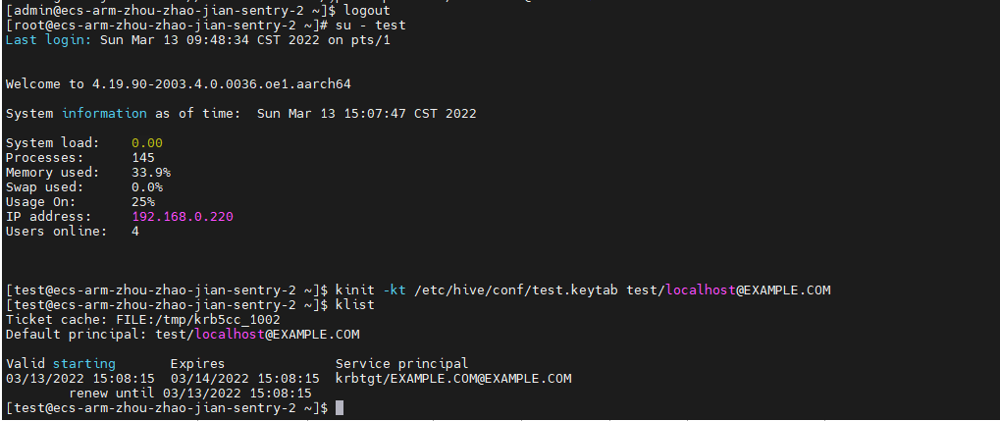 [admin@ecs-arm-zhou-zhao-jian-sentry-2 ~]$ logout
[root@ecs-arm-zhou-zhao-jian-sentry-2 ~]# su - test
Last login: Sun Mar 13 09:48:34 CST 2022 on pts/1
Welcome to 4.19.90-2003.4.0.0036.oe1.aarch64
System information as of time:  Sun Mar 13 15:07:47 CST 2022
System load:    0.00
Processes:      145
Memory used:    33.9%
Swap used:      0.0%
Usage On:       25%
IP address:     192.168.0.220
Users online:   4
[test@ecs-arm-zhou-zhao-jian-sentry-2 ~]$ kinit -kt /etc/hive/conf/test.keytab test/localhost@EXAMPLE.COM
[test@ecs-arm-zhou-zhao-jian-sentry-2 ~]$ klist
Ticket cache: FILE:/tmp/krb5cc_1002
Default principal: test/localhost@EXAMPLE.COM
Valid starting       Expires              Service principal
03/13/2022 15:08:15  03/14/2022 15:08:15  krbtgt/EXAMPLE.COM@EXAMPLE.COM
        renew until 03/13/2022 15:08:15
[test@ecs-arm-zhou-zhao-jian-sentry-2 ~]$